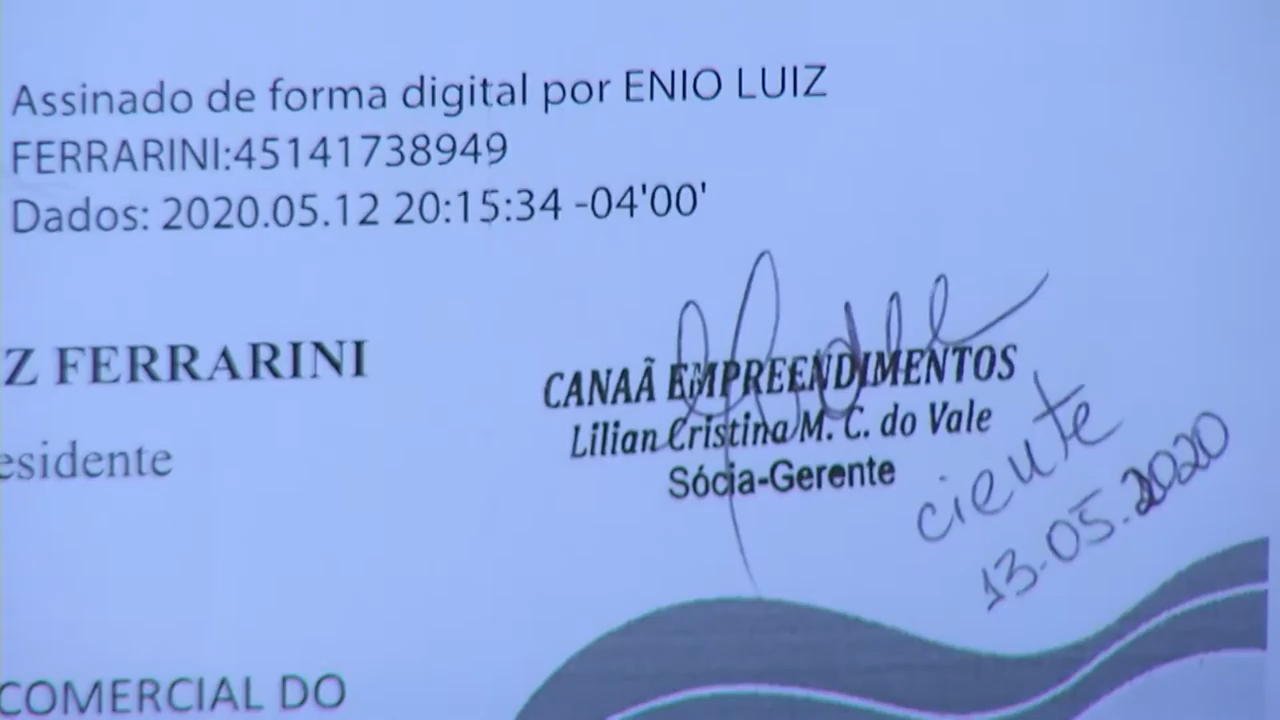 Assinado de forma digital por ENIO LUIZ
FERRARINI:45141738949
Dados: 2020.05.12 20:15:34 -04'00'
Z FERRARINI
esidente
CANAÃ EMPREENDIMENTOS
Lilian Cristina M. C. do Vale
Sócia-Gerente
ciente
13.05.2020
COMERCIAL DO